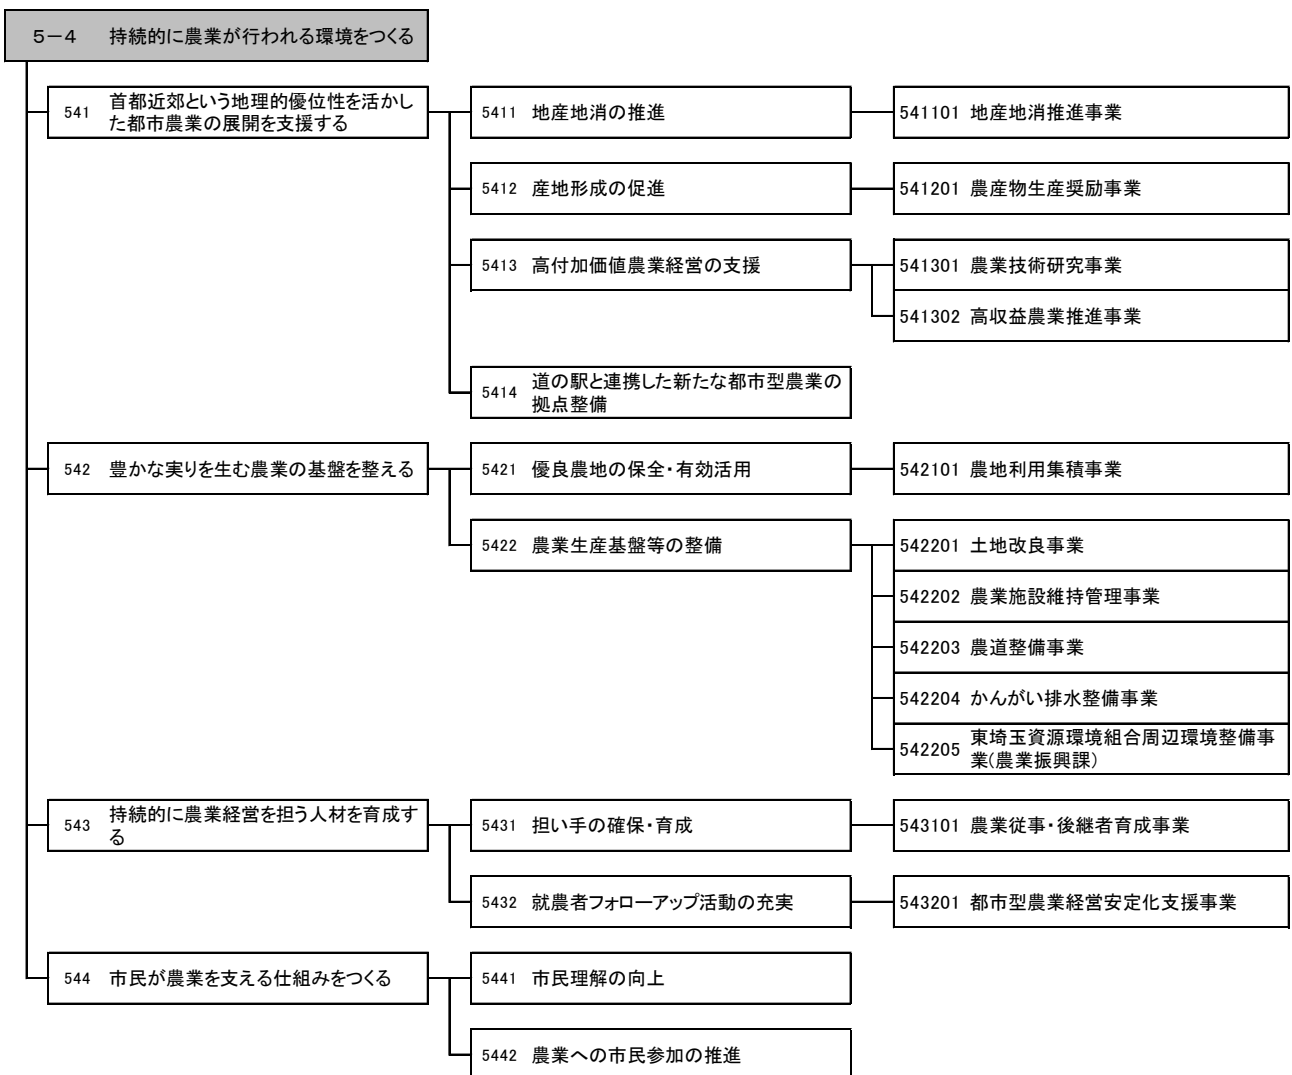 5－4 持続的に農業が行われる環境をつくる
541 首都近郊という地理的優位性を活かし
た都市農業の展開を支援する
5411 地産地消の推進
541101 地産地消推進事業
5412 産地形成の促進
541201 農産物生産奨励事業
5413 高付加価値農業経営の支援
541301 農業技術研究事業
541302 高収益農業推進事業
5414 道の駅と連携した新たな都市型農業の
拠点整備
542 豊かな実りを生む農業の基盤を整える
5421 優良農地の保全・有効活用
542101 農地利用集積事業
5422 農業生産基盤等の整備
542201 土地改良事業
542202 農業施設維持管理事業
542203 農道整備事業
542204 かんがい排水整備事業
542205 東埼玉資源環境組合周辺環境整備事
業(農業振興課)
543 持続的に農業経営を担う人材を育成す
る
5431 担い手の確保・育成
543101 農業従事・後継者育成事業
5432 就農者フォローアップ活動の充実
543201 都市型農業経営安定化支援事業
544 市民が農業を支える仕組みをつくる
5441 市民理解の向上
5442 農業への市民参加の推進